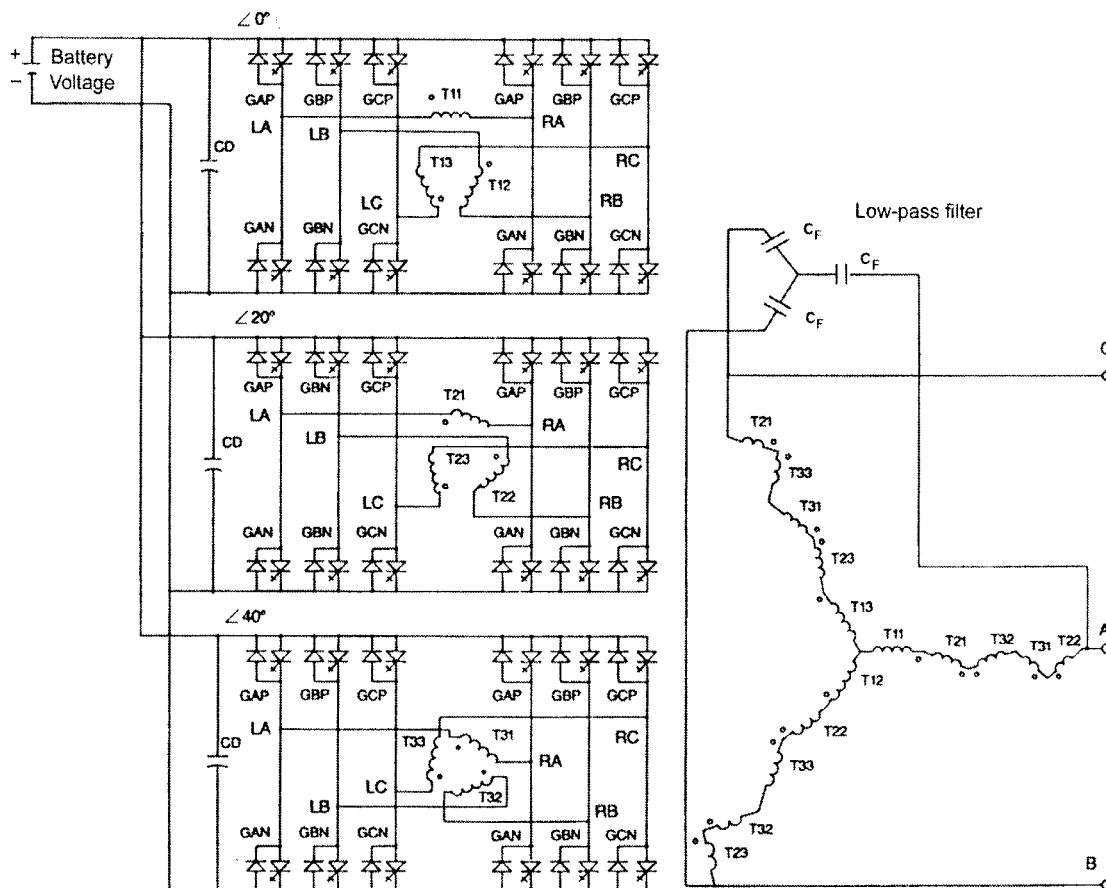 ∠0°
+ Battery
− Voltage
GAP GBP GCP T11 GAP GBP GCP
LA LB RA
CD
T13 T12 RC
LC RB
GAN GBN GCN GAN GBN GCN
Low-pass filter
CF
CF
CF
∠20°
GAP GBN GCP T21 GAP GBP GCP
LA RA
CD LB
T23 T22 RC
LC RB
GAN GBN GCN GAN GBN GCN
C
T21
T33
T31
T23
T13
∠40°
GAP GBP GCP GAP GBP GCP
LA T33 T31 RC
CD
LC RA
LB T32 RB
GAN GBN GCN GAN GBN GCN
T11 T21 T32 T31 T22 A
T12
T22
T33
T32
T23
B